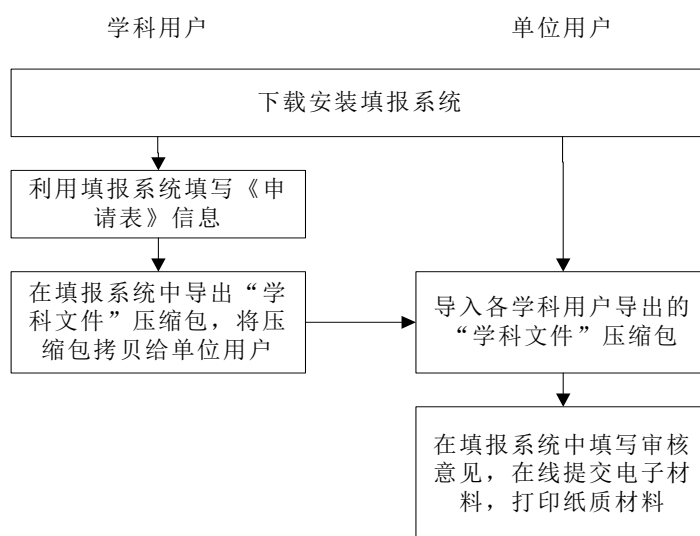 学科用户
单位用户
下载安装填报系统
利用填报系统填写《申
请表》信息
在填报系统中导出“学
科文件”压缩包，将压
缩包拷贝给单位用户
导入各学科用户导出的
“学科文件”压缩包
在填报系统中填写审核
意见，在线提交电子材
料，打印纸质材料